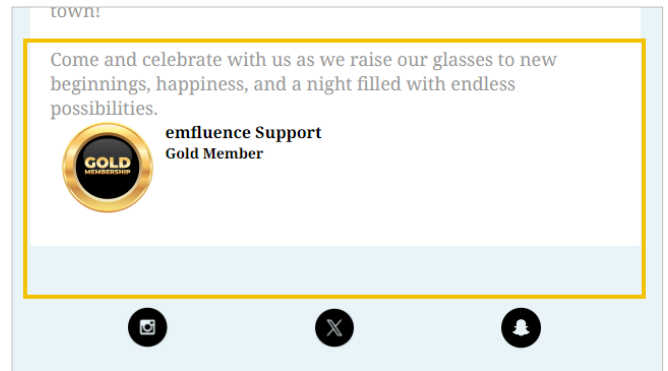 town!
Come and celebrate with us as we raise our glasses to new
beginnings, happiness, and a night filled with endless
possibilities.
emfluence Support
Gold Member
GOLD
MEMBERSHIP